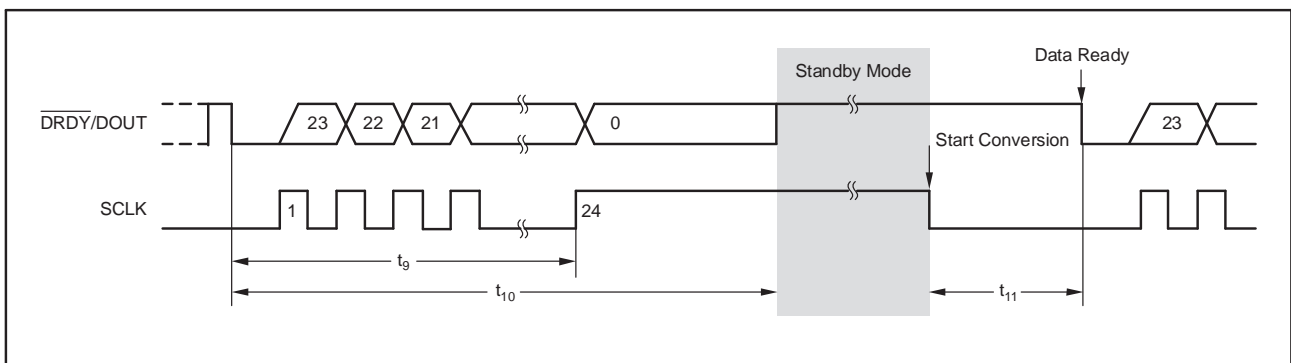 Data Ready
Standby Mode
DRDY/DOUT
23 22 21 0 23
Start Conversion
SCLK
1 24
t9
t10 t11